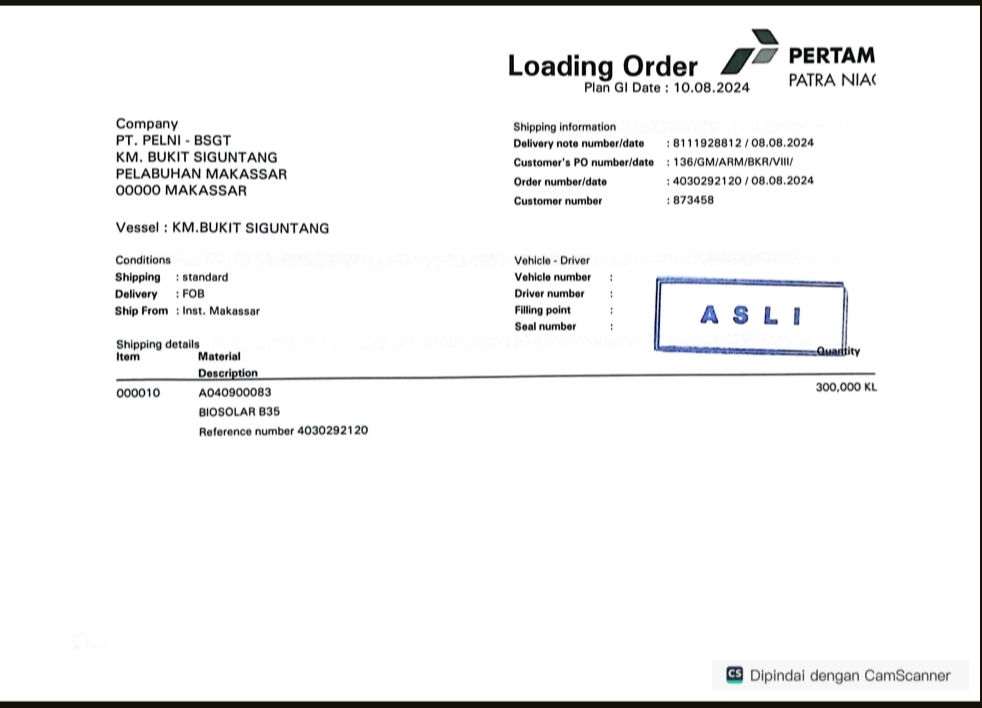 Loading Order
Plan GI Date : 10.08.2024
PERTAM
PATRA NIAG
Company
PT. PELNI - BSGT
KM. BUKIT SIGUNTANG
PELABUHAN MAKASSAR
00000 MAKASSAR
Vessel : KM.BUKIT SIGUNTANG
Shipping information
Delivery note number/date : 8111928812 / 08.08.2024
Customer's PO number/date : 136/GM/ARM/BKR/VIII/
Order number/date : 4030292120 / 08.08.2024
Customer number : 873458
Conditions
Shipping : standard
Delivery : FOB
Ship From : Inst. Makassar
Vehicle - Driver
Vehicle number :
Driver number :
Filling point :
Seal number :
ASLI
Shipping details
Item Material Quantity
Description
000010 A040900083 300,000 KL
BIOSOLAR B35
Reference number 4030292120
CS Dipindai dengan CamScanner